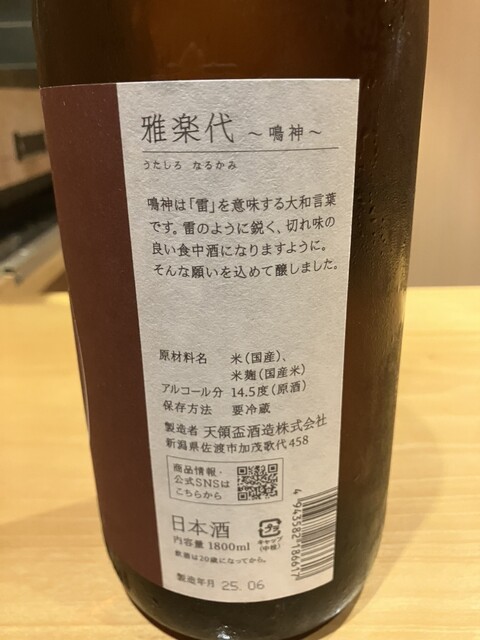 雅楽代 ～鳴神～
うたしろ なるかみ
鳴神は「雷」を意味する大和言葉
です。雷のように鋭く、切れ味の
良い食中酒になりますように。
そんな願いを込めて醸しました。
原材料名 米(国産)、
米麹(国産米)
アルコール分 14.5度(原酒)
保存方法 要冷蔵
製造者 天領盃酒造株式会社
新潟県佐渡市加茂歌代458
商品情報・
公式SNSは
こちらから
日本酒
内容量 1800ml
飲酒は20歳になってから。
キャップ
(中栓)
製造年月 25.06
4943582186617